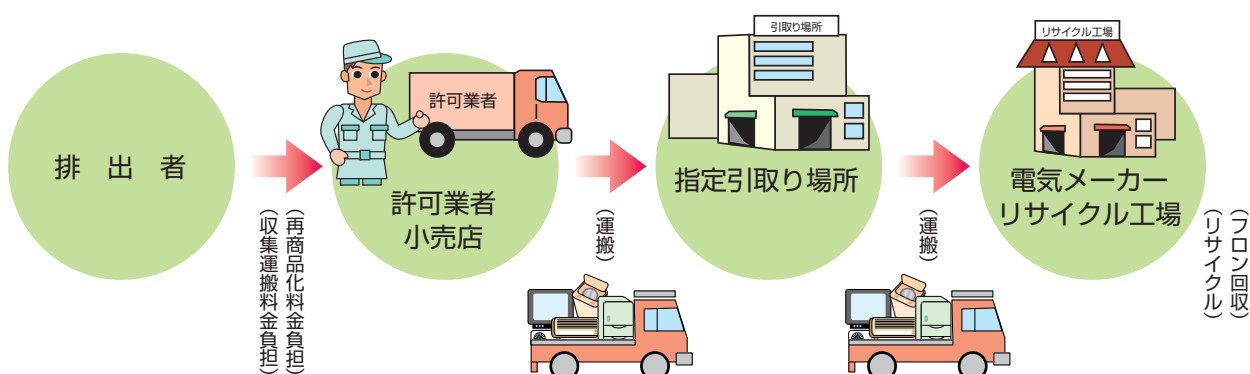 排出者
(再商品化料金負担)
(収集運搬料金負担)
許可業者
許可業者
小売店
(運搬)
引取り場所
指定引取り場所
(運搬)
リサイクル工場
電気メーカー
リサイクル工場
(フロン回収)
(リサイクル)